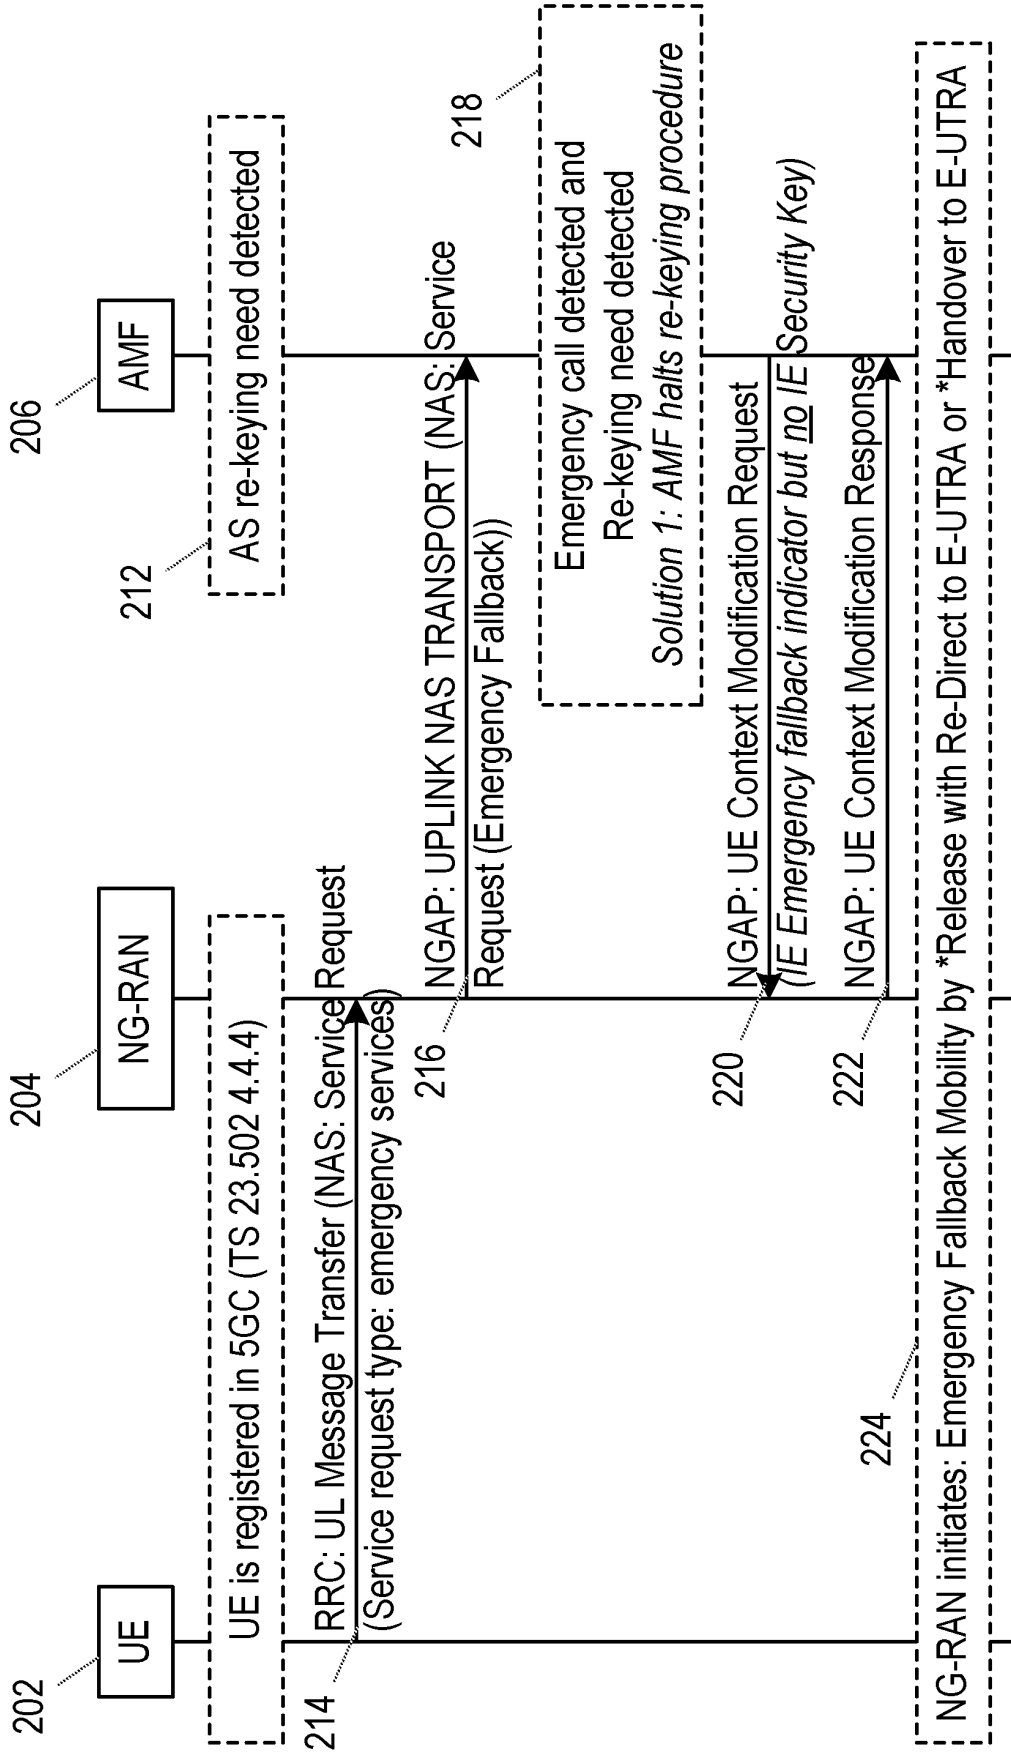 202
UE
204
NG-RAN
206
AMF
UE is registered in 5GC (TS 23.502 4.4.4)
212
AS re-keying need detected
214
RRC: UL Message Transfer (NAS: Service Request
(Service request type: emergency services)
216
NGAP: UPLINK NAS TRANSPORT (NAS: Service
Request (Emergency Fallback))
218
Emergency call detected and
Re-keying need detected
Solution 1: AMF halts re-keying procedure
220
NGAP: UE Context Modification Request
(IE Emergency fallback indicator but no IE Security Key)
222
NGAP: UE Context Modification Response
224
NG-RAN initiates: Emergency Fallback Mobility by *Release with Re-Direct to E-UTRA or *Handover to E-UTRA